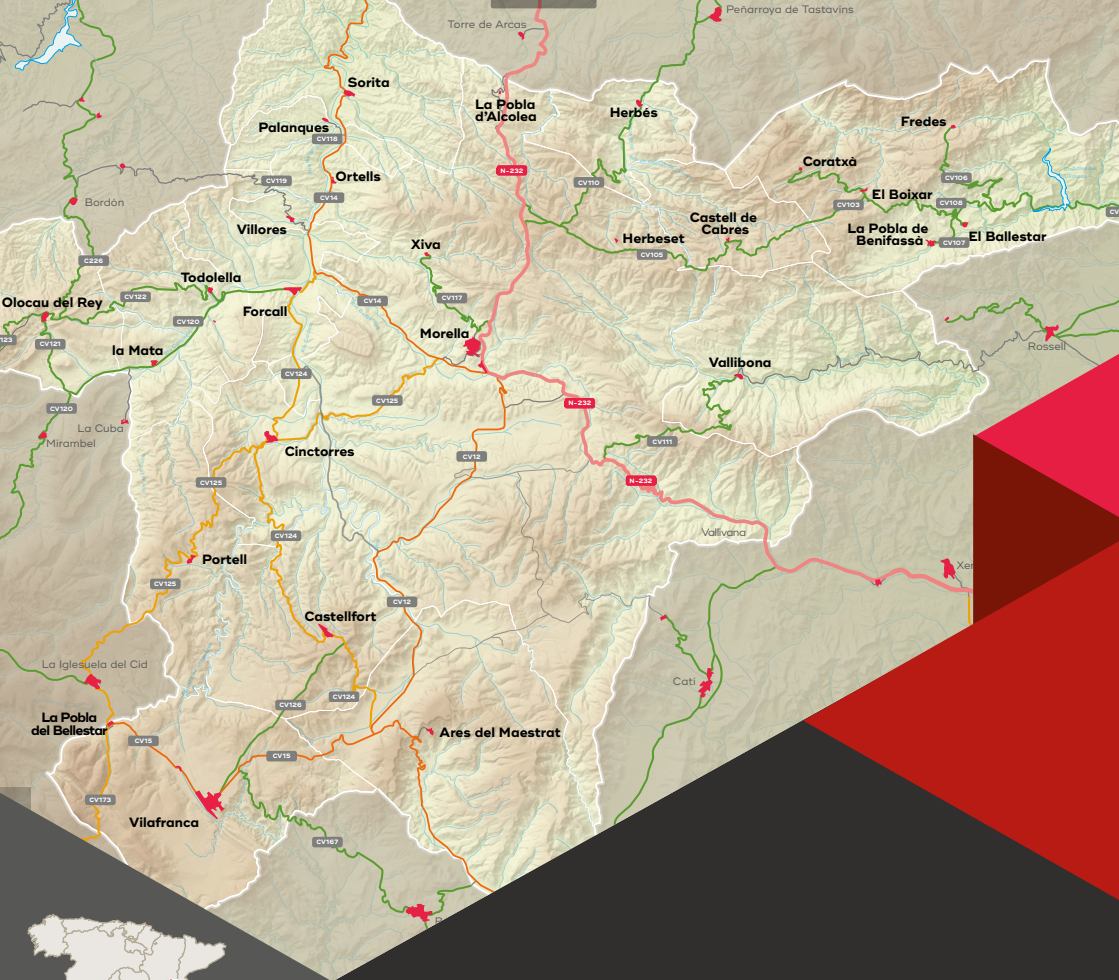 Torre de Arcas
Peñarroya de Tastavins
Sorita
La Pobla
d'Alcolea
Herbés
Palanques
CV118
Fredes
Coratxà
N-232
CV110
CV119
Ortells
CV14
CV106
El Boixar
CV103
CV106
Bordón
Villores
Castell de
Cabres
La Pobla de
Benifassà
CV107
El Ballestar
Herbeset
CV105
Xiva
C226
Todolella
CV122
Olocau del Rey
CV14
CV117
Forcall
CV120
Morella
123
CV121
la Mata
Rossell
Vallibona
CV124
CV125
N-232
CV120
La Cuba
Mirambel
CV111
Cinctorres
CV12
CV125
N-232
Vallivana
CV124
Portell
CV125
Xer
CV12
Castellfort
La Iglesuela del Cid
Catí
CV124
CV126
La Pobla
del Bellestar
CV15
Ares del Maestrat
CV15
CV173
Vilafranca
CV167